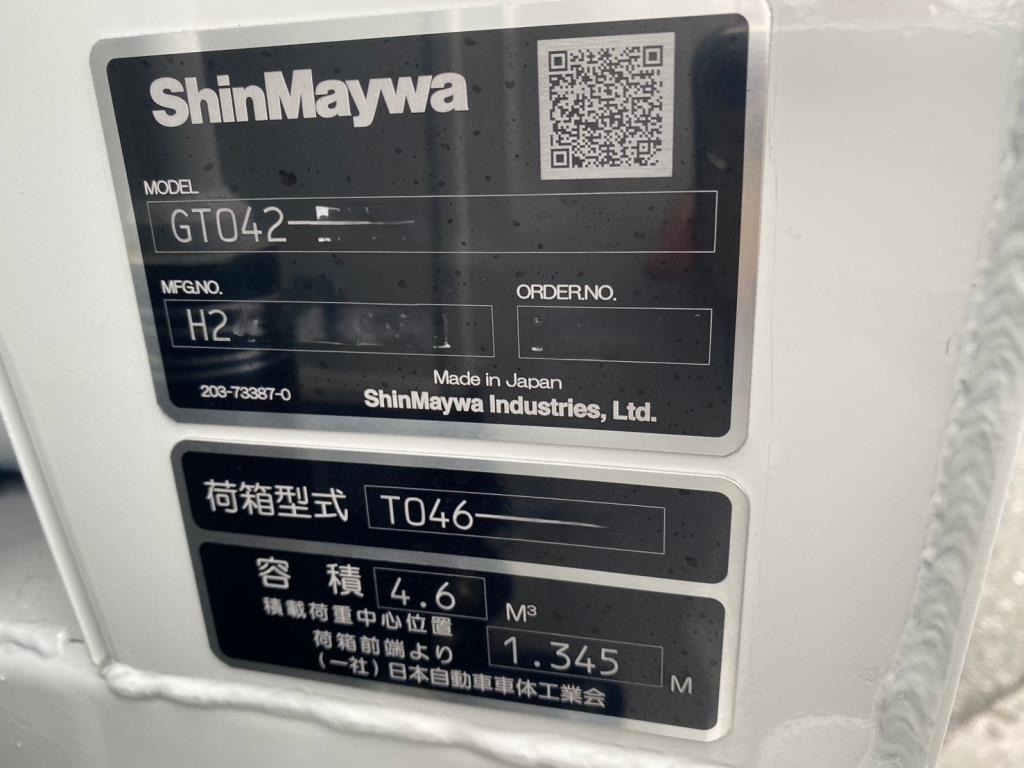 ShinMaywa
MODEL
GT042-
MFG.NO.
ORDER.NO.
H2
Made in Japan
203-73387-0
ShinMaywa Industries, Ltd.
荷箱型式 T046-
容 積 4.6 M³
積載荷重中心位置
荷箱前端より 1.345 M
(一社)日本自動車車体工業会